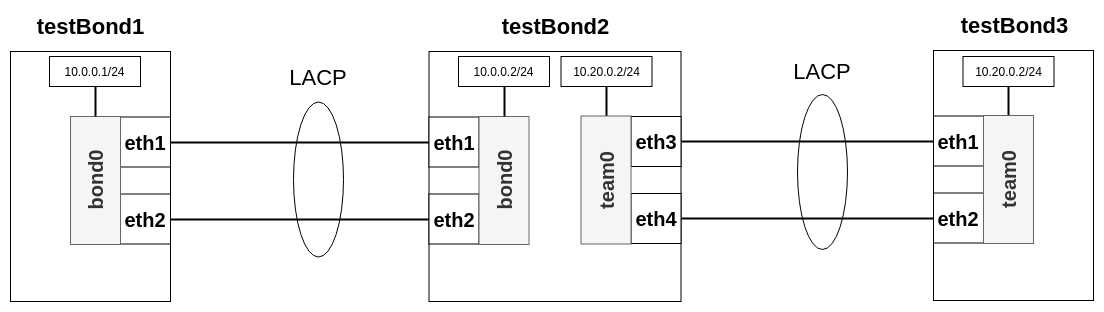 testBond1
testBond2
testBond3
10.0.0.1/24
LACP
10.0.0.2/24
10.20.0.2/24
LACP
10.20.0.2/24
bond0
eth1
eth2
eth1
eth2
bond0
team0
eth3
eth4
eth1
eth2
team0